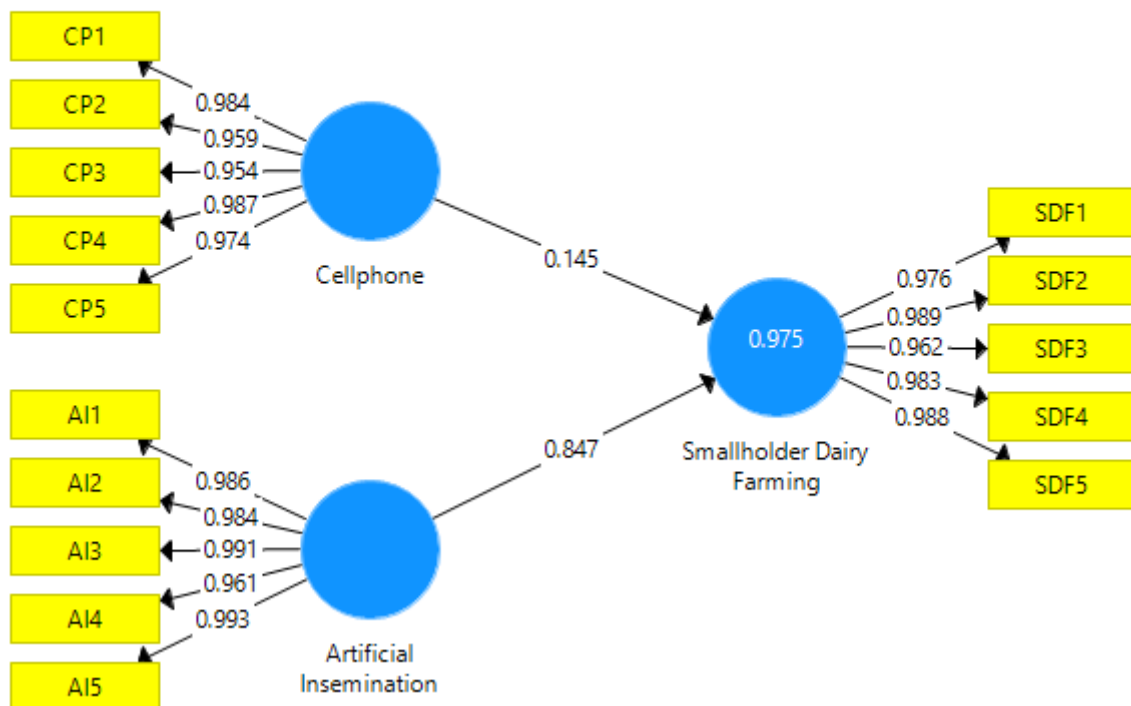 CP1
CP2
CP3
CP4
CP5
0.984
0.959
0.954
0.987
0.974
Cellphone
0.145
AI1
AI2
AI3
AI4
AI5
0.986
0.984
0.991
0.961
0.993
Artificial
Insemination
0.847
0.975
Smallholder Dairy
Farming
0.976
0.989
0.962
0.983
0.988
SDF1
SDF2
SDF3
SDF4
SDF5